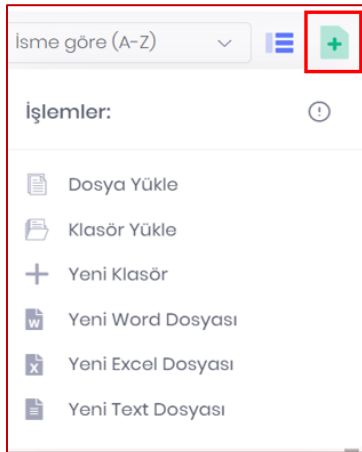 İsme göre (A-Z)
İşlemler:
Dosya Yükle
Klasör Yükle
Yeni Klasör
Yeni Word Dosyası
Yeni Excel Dosyası
Yeni Text Dosyası